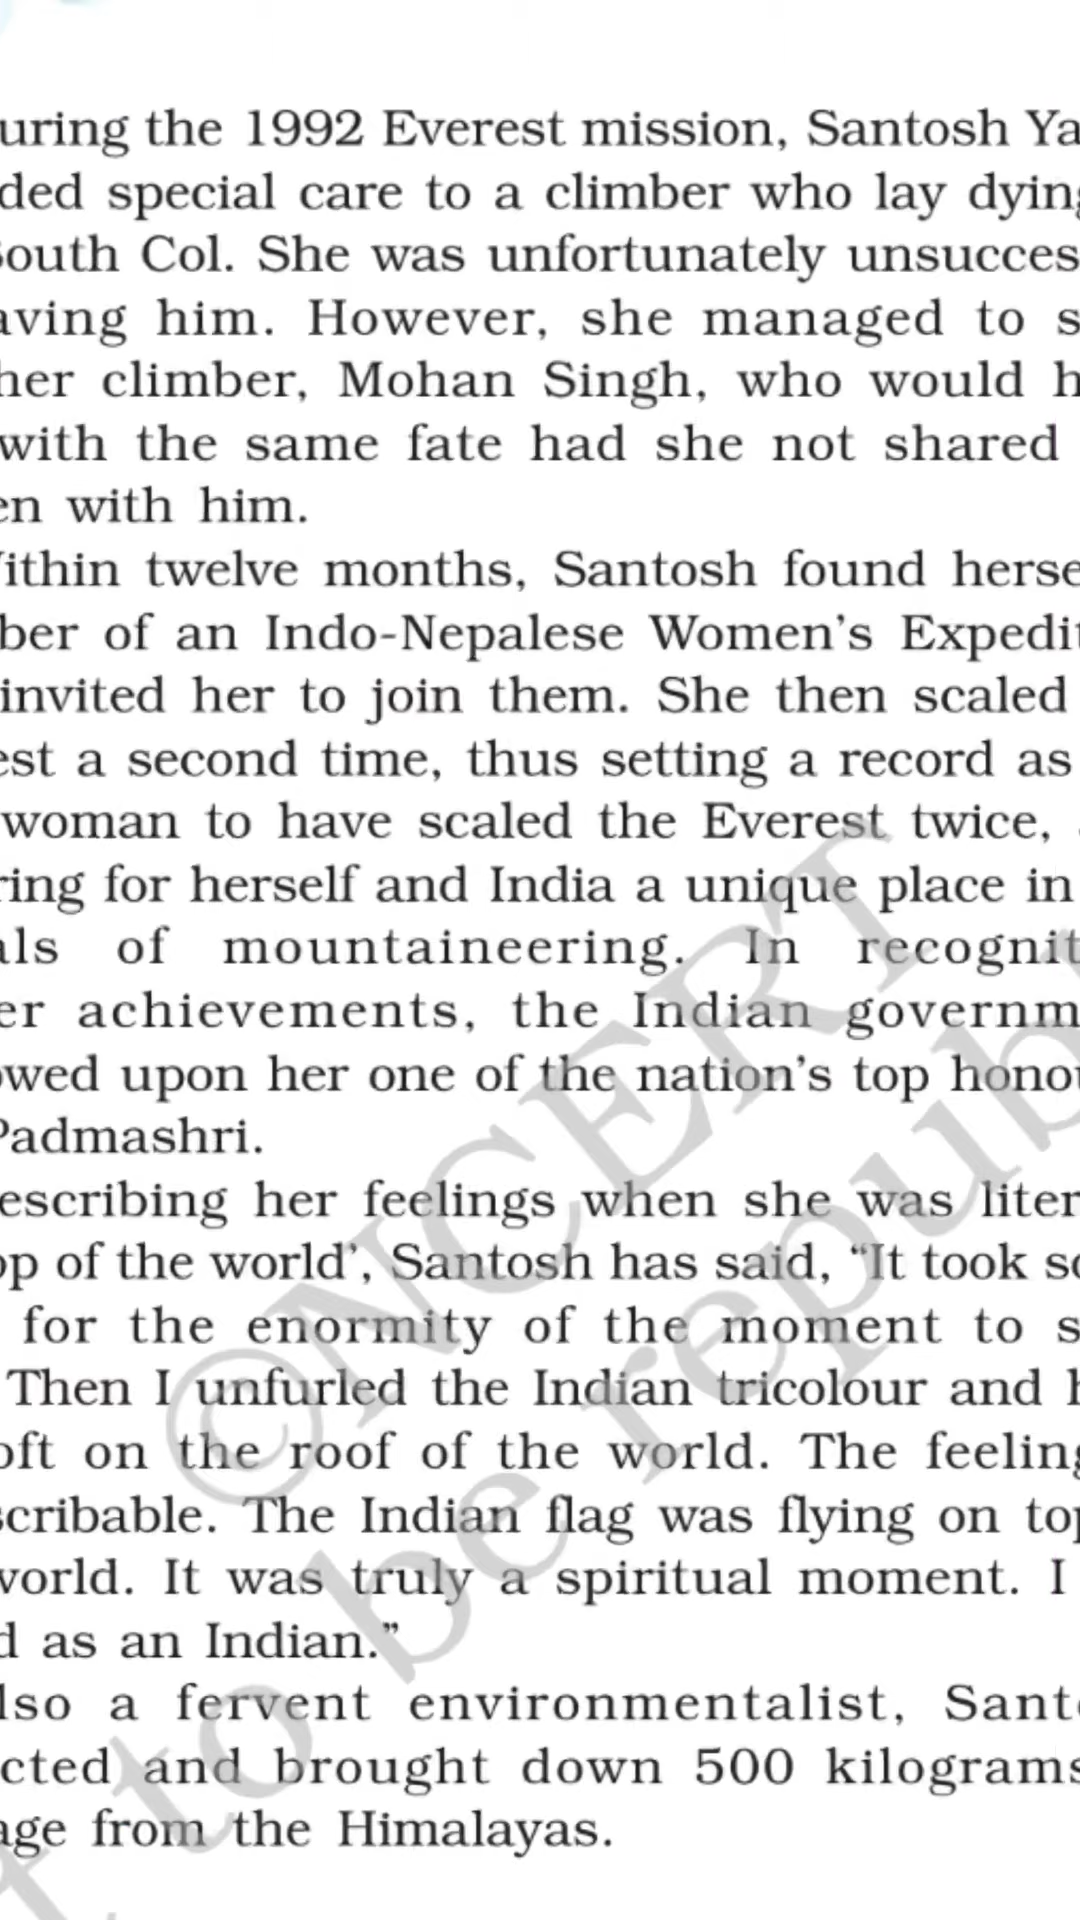 uring the 1992 Everest mission, Santosh Ya
ded special care to a climber who lay dying
South Col. She was unfortunately unsucces
aving him. However, she managed to s
her climber, Mohan Singh, who would h
with the same fate had she not shared
en with him.
Within twelve months, Santosh found herse
ber of an Indo-Nepalese Women's Expedit
invited her to join them. She then scaled
est a second time, thus setting a record as
woman to have scaled the Everest twice,
ring for herself and India a unique place in
als of mountaineering. In recognit
er achievements, the Indian governm
owed upon her one of the nation's top honou
Padmashri.
escribing her feelings when she was liter
op of the world’, Santosh has said, “It took so
for the enormity of the moment to s
Then I unfurled the Indian tricolour and h
oft on the roof of the world. The feeling
scribable. The Indian flag was flying on top
world. It was truly a spiritual moment. I
d as an Indian.”
lso a fervent environmentalist, Santo
cted and brought down 500 kilograms
age from the Himalayas.
©NCERT
t to be republ